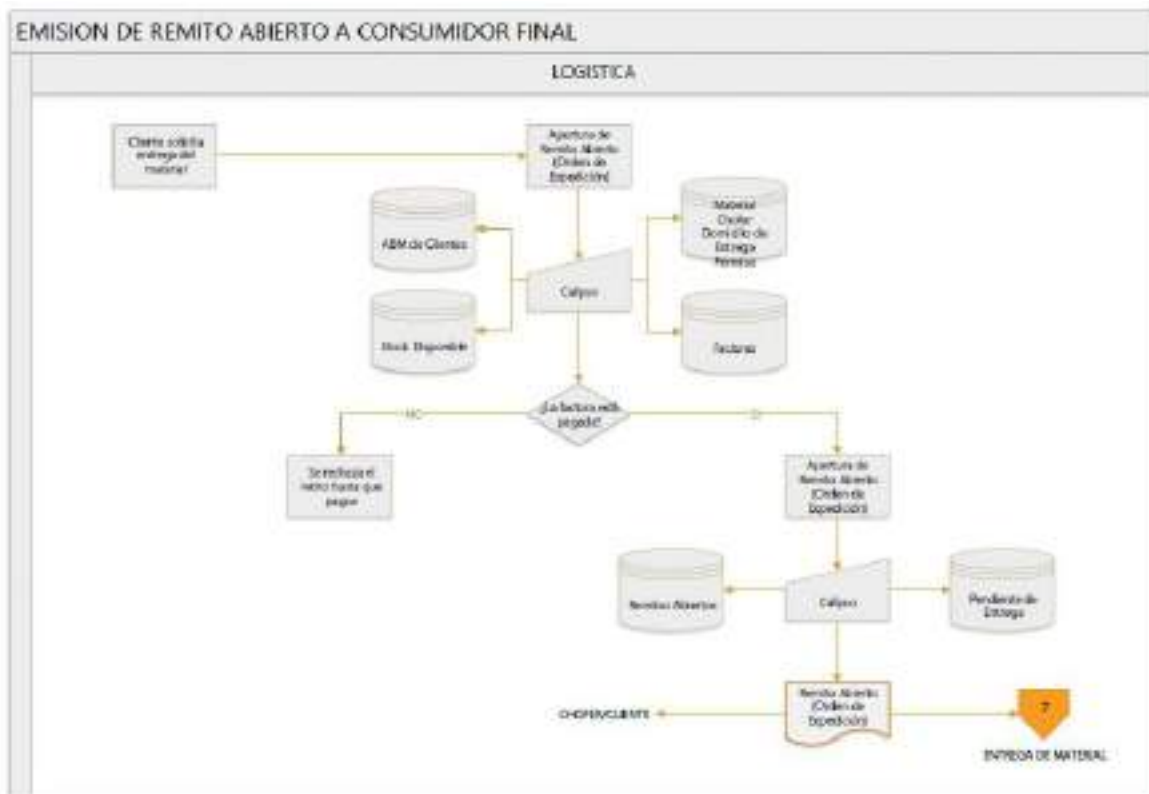 EMISION DE REMITO ABIERTO A CONSUMIDOR FINAL
LOGISTICA
Cliente solicita
entrega del
material
Apertura de
Remito Abierto
(Orden de
Expedición)
ABM de Clientes
Material
Chofer
Domicilio de
Entrega
Permiso
Calipso
Stock Disponible
Facturas
¿La factura está
pagada?
NO
SI
Se rechaza el
retiro hasta que
pague
Apertura de
Remito Abierto
(Orden de
Expedición)
Remitos Abiertos
Calipso
Pendiente de
Entrega
Remito Abierto
(Orden de
Expedición)
CHOFER/CLIENTE
7
ENTREGA DE MATERIAL